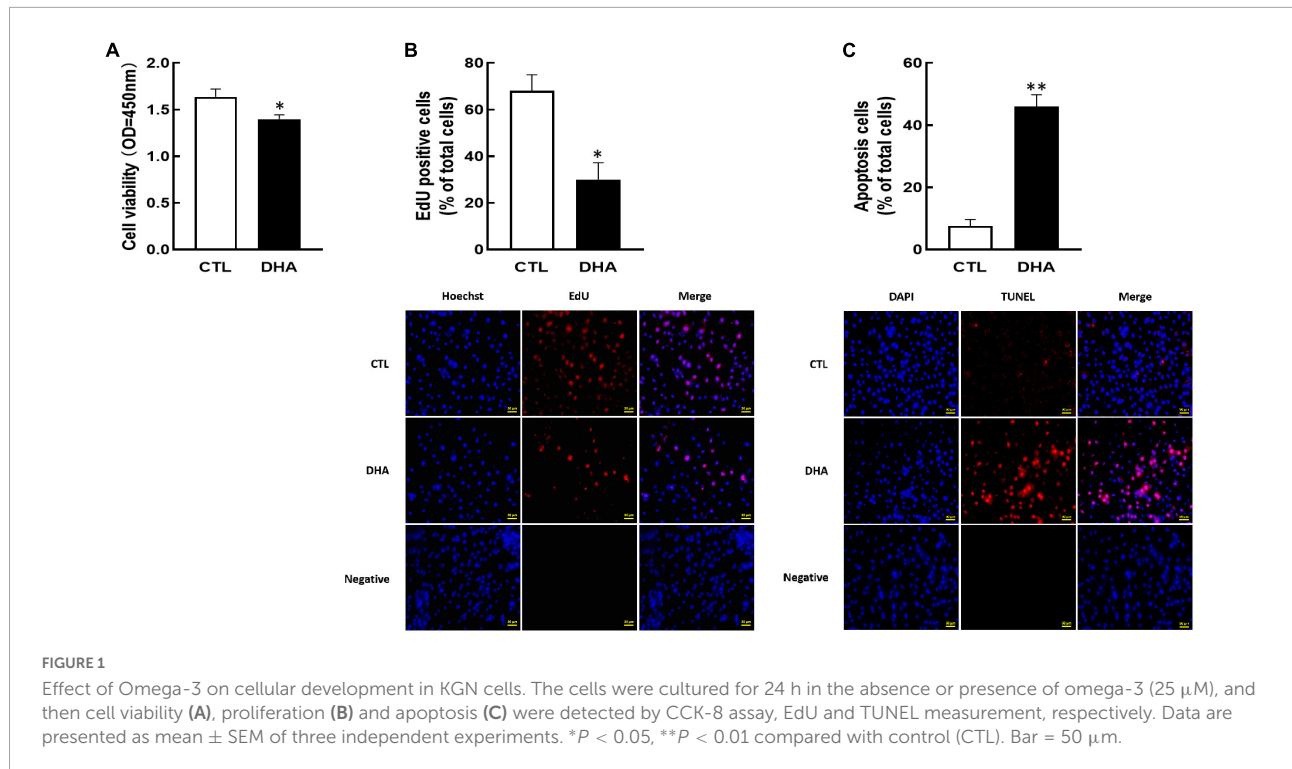 A
Cell viability (OD=450nm)
2.0
1.5
1.0
0.5
0.0
*
CTL DHA
B
EdU positive cells
(% of total cells)
80
60
40
20
0
*
CTL DHA
C
Apoptosis cells
(% of total cells)
60
40
20
0
**
CTL DHA
Hoechst EdU Merge
CTL
DHA
Negative
DAPI TUNEL Merge
CTL
DHA
Negative
FIGURE 1
Effect of Omega-3 on cellular development in KGN cells. The cells were cultured for 24 h in the absence or presence of omega-3 (25 μM), and
then cell viability (A), proliferation (B) and apoptosis (C) were detected by CCK-8 assay, EdU and TUNEL measurement, respectively. Data are
presented as mean ± SEM of three independent experiments. *P < 0.05, **P < 0.01 compared with control (CTL). Bar = 50 μm.